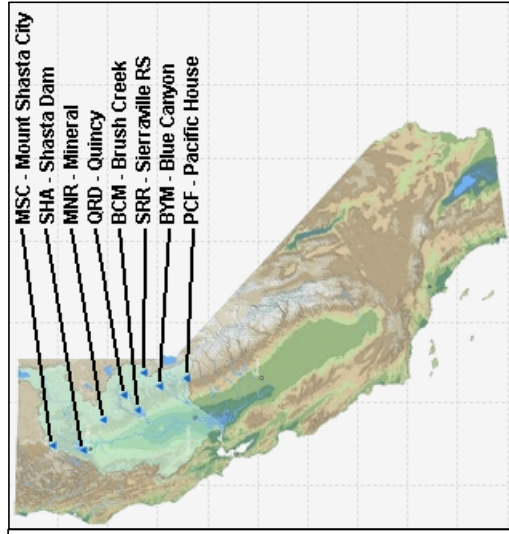 MSC - Mount Shasta City
SHA - Shasta Dam
MNR - Mineral
QRD - Quincy
BCM - Brush Creek
SRR - Sierraville RS
BYM - Blue Canyon
PCF - Pacific House